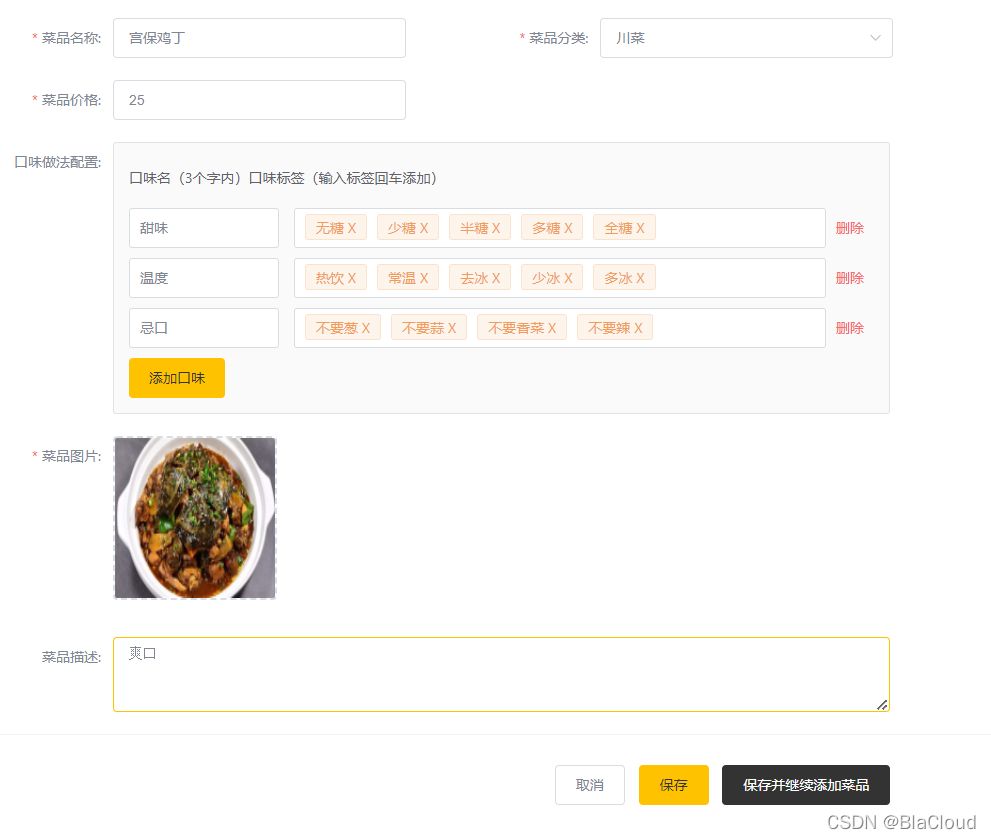 * 菜品名称: 宫保鸡丁 * 菜品分类: 川菜
* 菜品价格: 25
口味做法配置:
口味名（3个字内）口味标签（输入标签回车添加）
甜味 无糖 X 少糖 X 半糖 X 多糖 X 全糖 X 删除
温度 热饮 X 常温 X 去冰 X 少冰 X 多冰 X 删除
忌口 不要葱 X 不要蒜 X 不要香菜 X 不要辣 X 删除
添加口味
* 菜品图片:
菜品描述: 爽口
取消 保存 保存并继续添加菜品
CSDN @BlaCloud